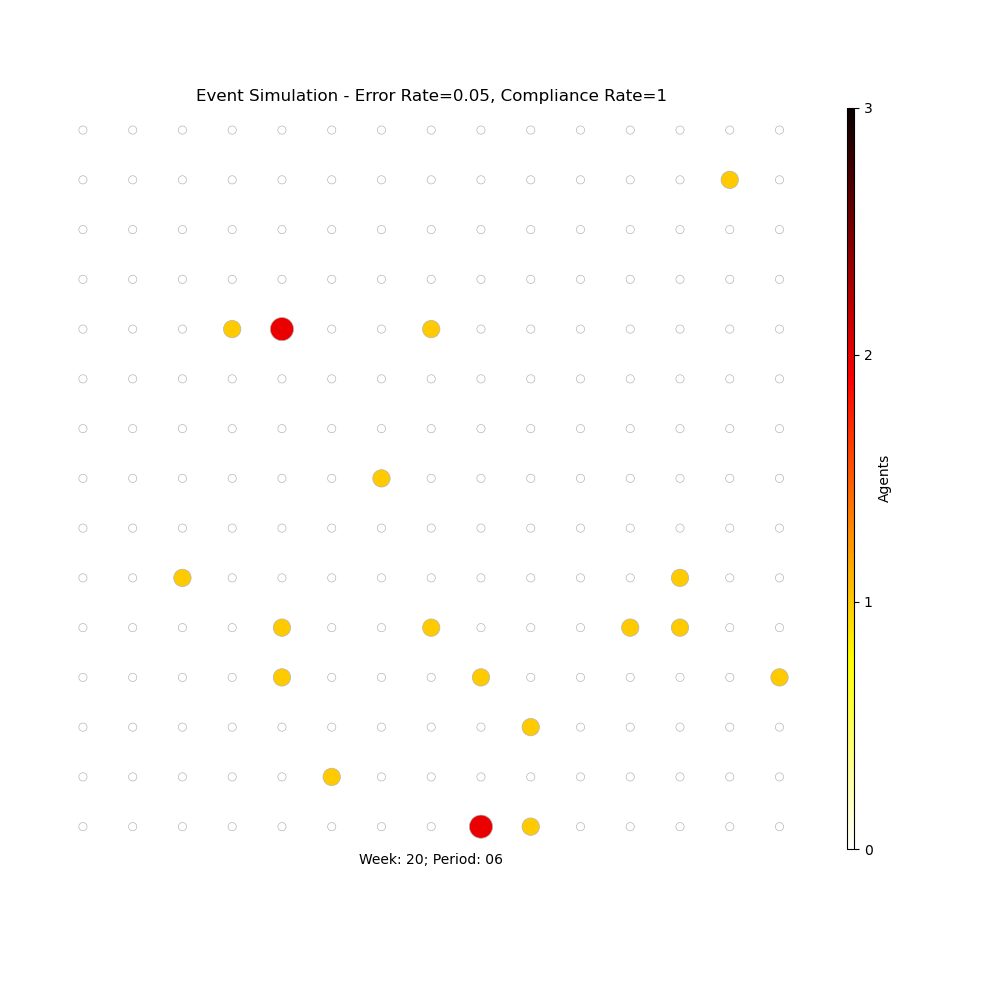 Event Simulation - Error Rate=0.05, Compliance Rate=1
3
2
Agents
1
0
Week: 20; Period: 06